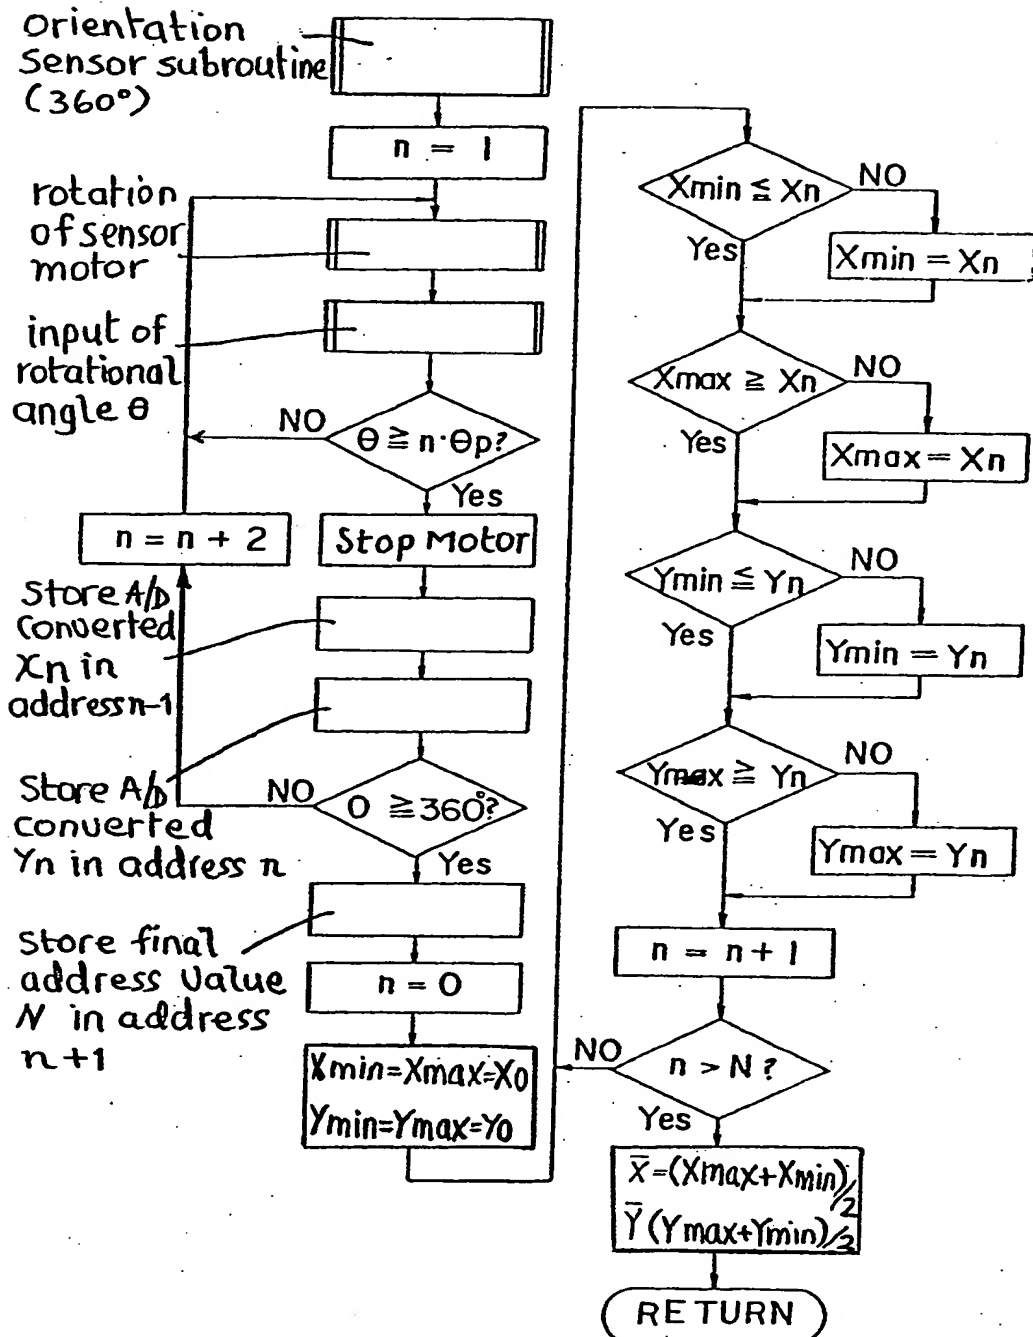 Orientation
Sensor subroutine
(360°)
n = 1
rotation
of sensor
motor
input of
rotational
angle θ
NO
θ ≧ n·θp?
Yes
n = n + 2
Stop Motor
Store A/D
converted
Xn in
address n-1
Store A/D
converted
Yn in address n
NO
O ≧ 360°?
Yes
Store final
address value
N in address
n+1
n = O
Xmin=Xmax=X0
Ymin=Ymax=Y0
Xmin ≦ Xn
NO
Yes
Xmin = Xn
Xmax ≧ Xn
NO
Yes
Xmax = Xn
Ymin ≦ Yn
NO
Yes
Ymin = Yn
Ymax ≧ Yn
NO
Yes
Ymax = Yn
n = n + 1
NO
n > N ?
Yes
X̄=(Xmax+Xmin)/2
Ȳ(Ymax+Ymin)/2
RETURN